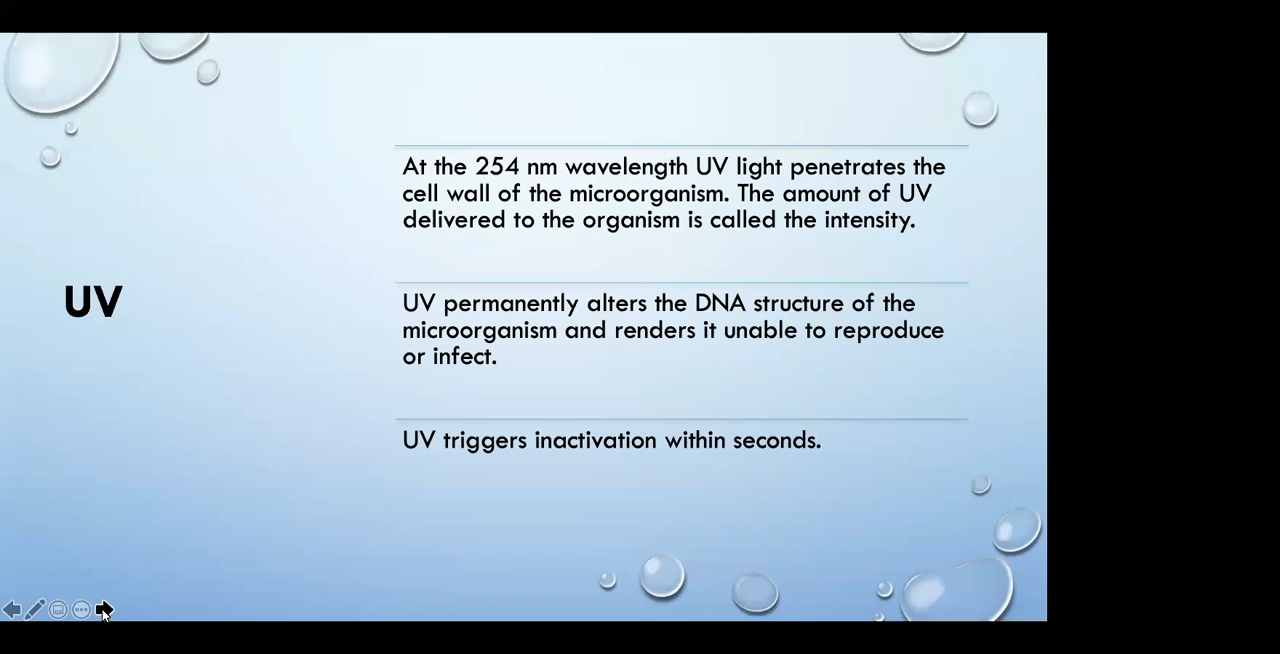 UV
At the 254 nm wavelength UV light penetrates the
cell wall of the microorganism. The amount of UV
delivered to the organism is called the intensity.
UV permanently alters the DNA structure of the
microorganism and renders it unable to reproduce
or infect.
UV triggers inactivation within seconds.